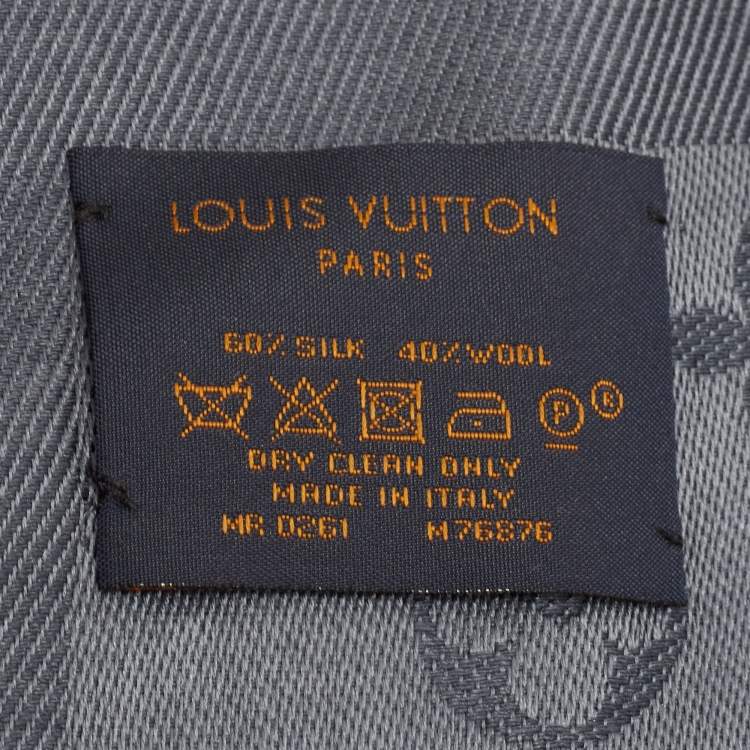 LOUIS VUITTON
PARIS
60% SILK 40% WOOL
P R
DRY CLEAN ONLY
MADE IN ITALY
MR 0261 M76876